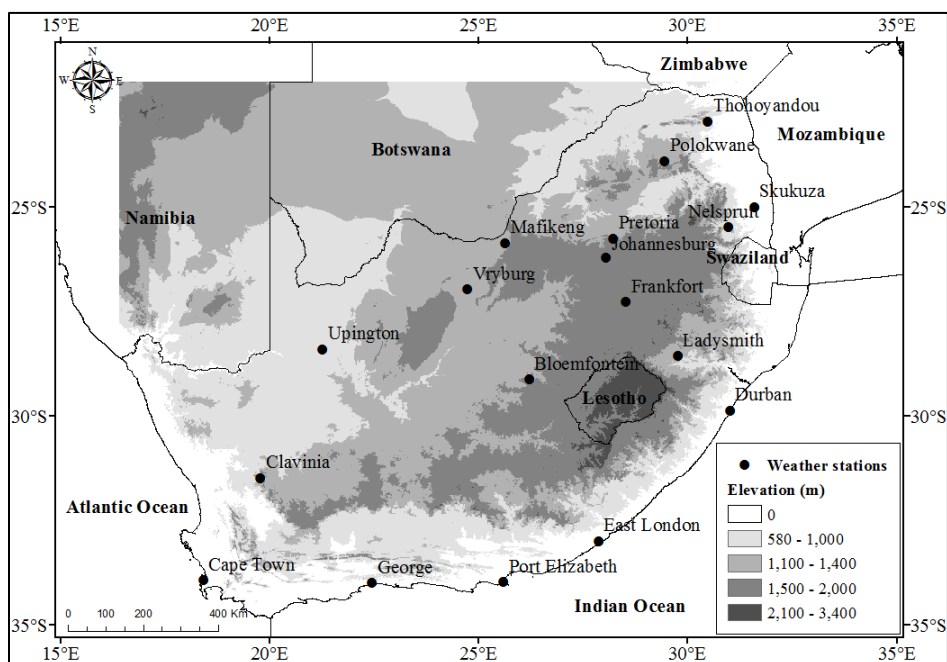 15°E 20°E 25°E 30°E 35°E
N
W E
S
Zimbabwe
Thohoyandou
Mozambique
Botswana
Polokwane
Skukuza
25°S 25°S
Namibia
Nelspruit
Mafikeng
Pretoria
Johannesburg
Swaziland
Vryburg
Frankfort
Upington
Ladysmith
Bloemfontein
Lesotho
Durban
30°S 30°S
Clavinia
Atlantic Ocean
East London
Cape Town
George
Port Elizabeth
Indian Ocean
0 100 200 400 Km
35°S
Weather stations
Elevation (m)
0
580 - 1,000
1,100 - 1,400
1,500 - 2,000
2,100 - 3,400
15°E 20°E 25°E 30°E 35°E